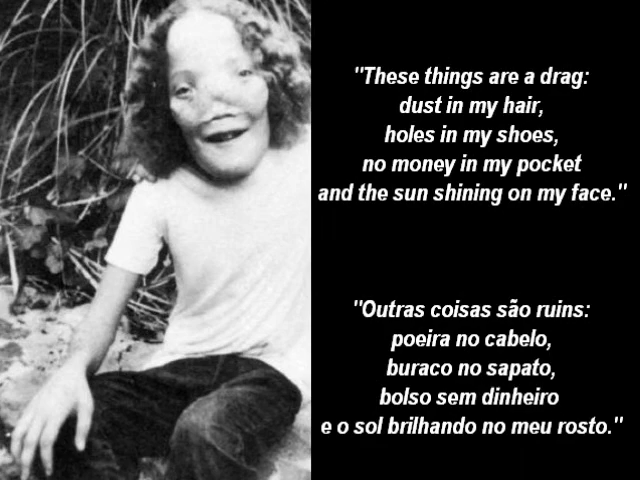 "These things are a drag:
dust in my hair,
holes in my shoes,
no money in my pocket
and the sun shining on my face."
"Outras coisas são ruins:
poeira no cabelo,
buraco no sapato,
bolso sem dinheiro
e o sol brilhando no meu rosto."